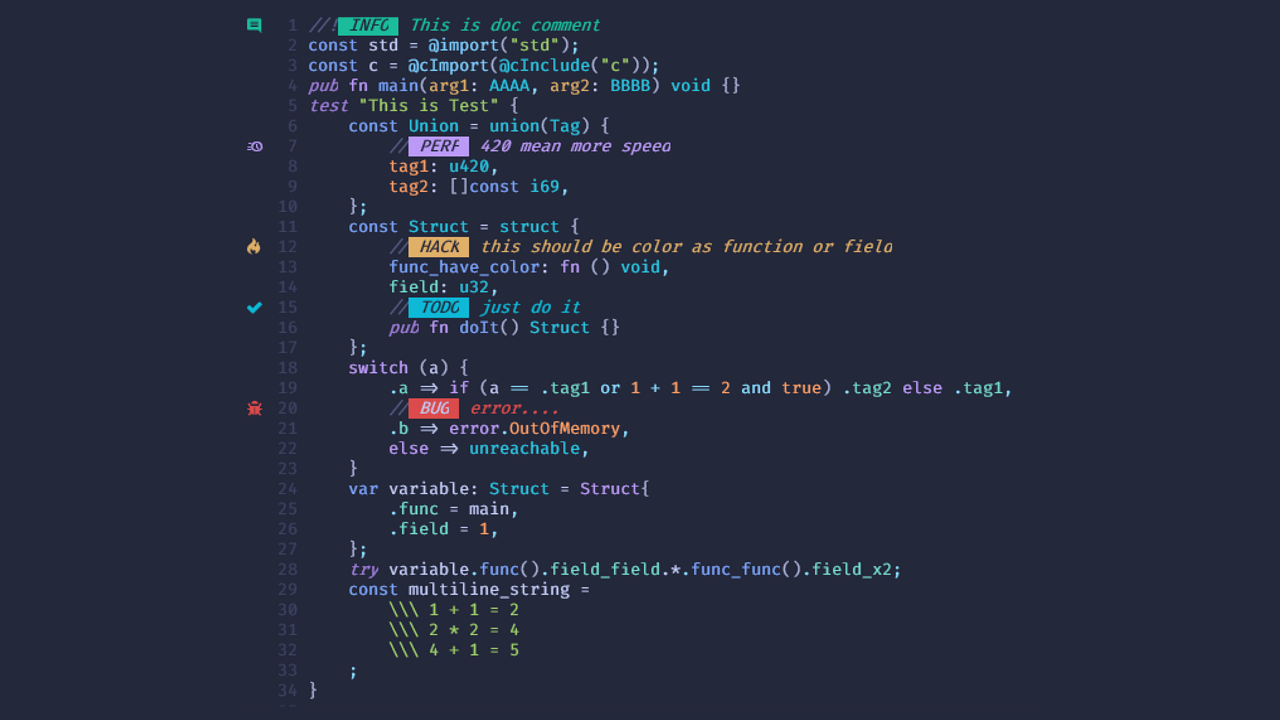 1 //! INFO This is doc comment
2 const std = @import("std");
3 const c = @cImport(@cInclude("c"));
4 pub fn main(arg1: AAAA, arg2: BBBB) void {}
5 test "This is Test" {
6     const Union = union(Tag) {
7         // PERF 420 mean more speed
8         tag1: u420,
9         tag2: []const i69,
10     };
11     const Struct = struct {
12         // HACK this should be color as function or field
13         func_have_color: fn () void,
14         field: u32,
15         // TODO just do it
16         pub fn doIt() Struct {}
17     };
18     switch (a) {
19         .a => if (a == .tag1 or 1 + 1 == 2 and true) .tag2 else .tag1,
20         // BUG error....
21         .b => error.OutOfMemory,
22         else => unreachable,
23     }
24     var variable: Struct = Struct{
25         .func = main,
26         .field = 1,
27     };
28     try variable.func().field_field.*.func_func().field_x2;
29     const multiline_string =
30         \\\ 1 + 1 = 2
31         \\\ 2 * 2 = 4
32         \\\ 4 + 1 = 5
33     ;
34 }